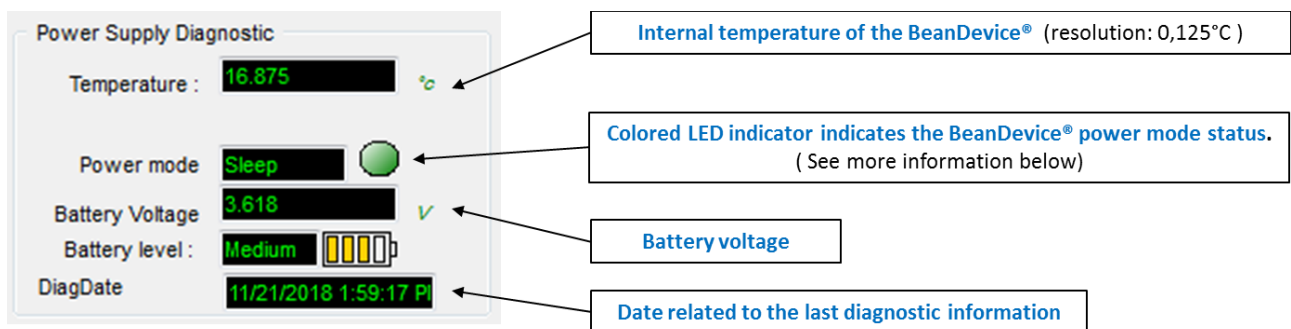 Power Supply Diagnostic
Temperature : 16.875 °c
Power mode Sleep
Battery Voltage 3.618 V
Battery level : Medium
DiagDate 11/21/2018 1:59:17 P
Internal temperature of the BeanDevice® (resolution: 0,125°C )
Colored LED indicator indicates the BeanDevice® power mode status.
( See more information below)
Battery voltage
Date related to the last diagnostic information